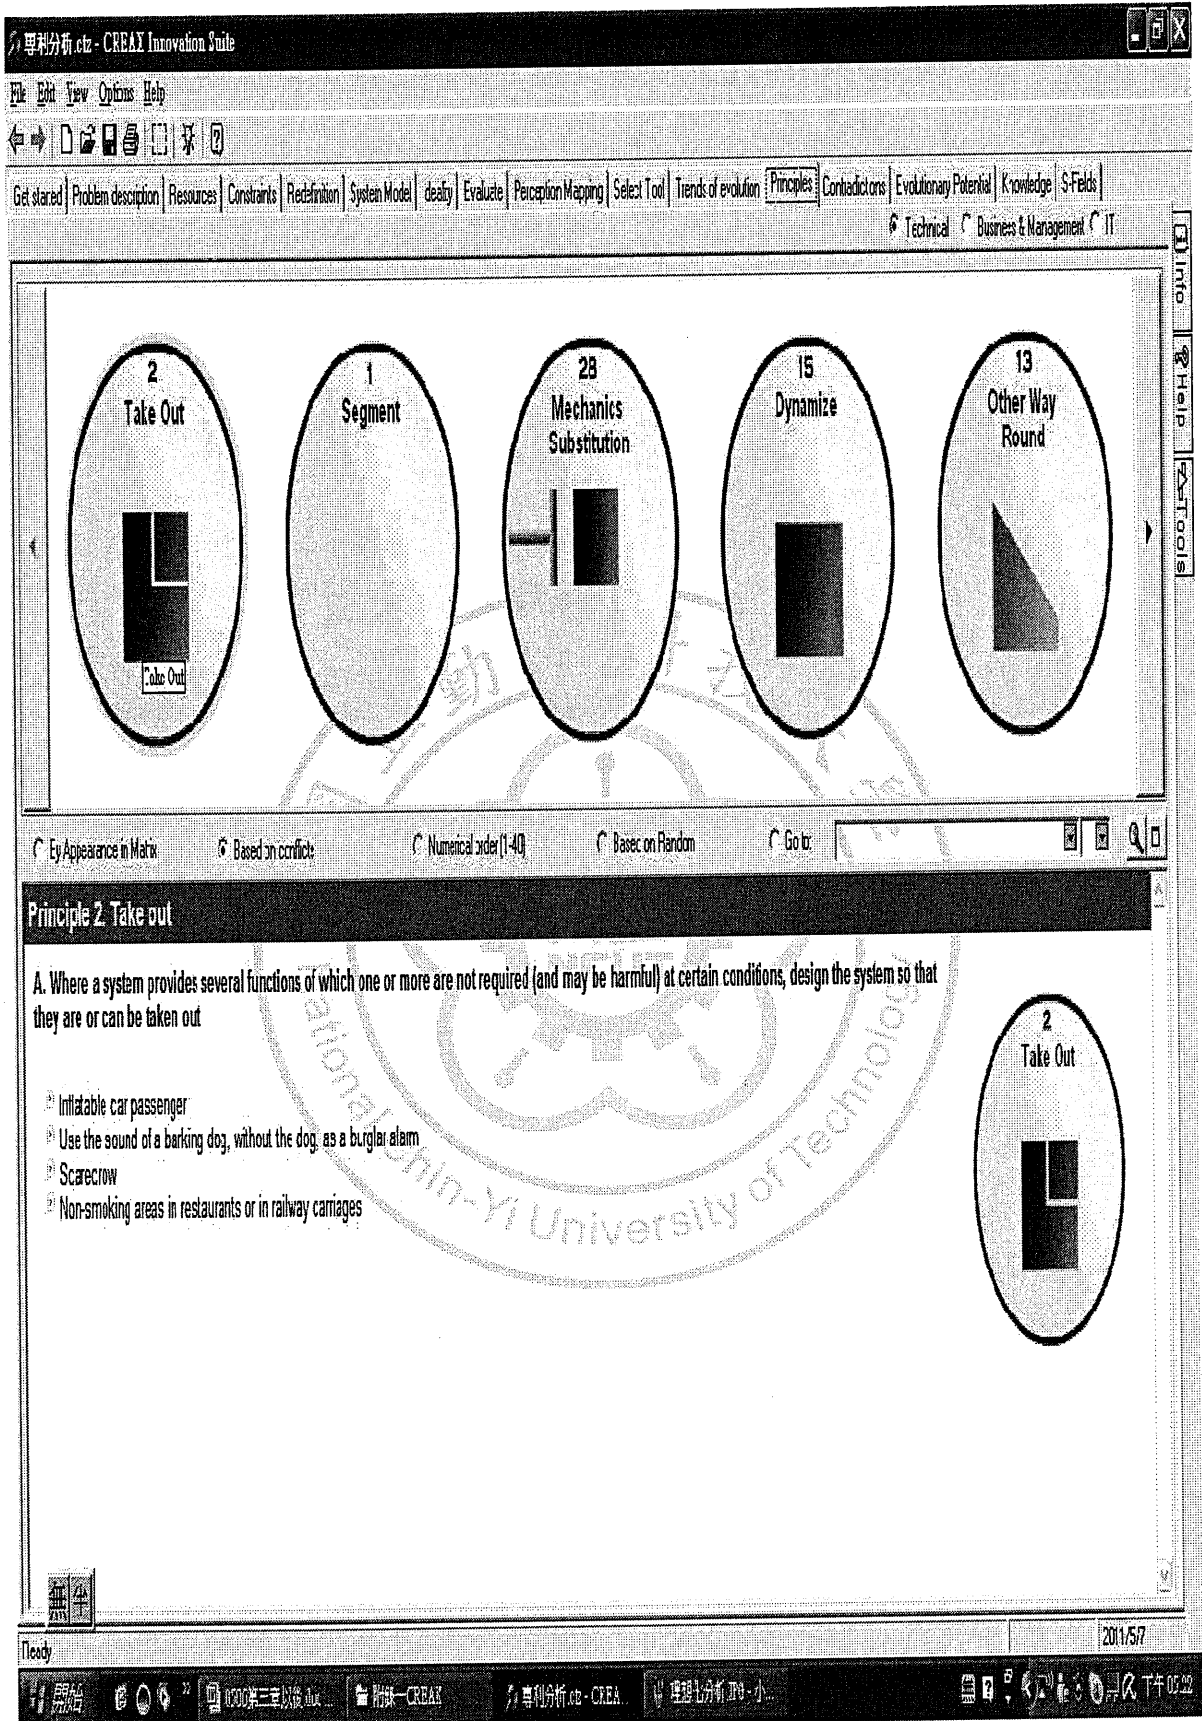 專利分析.ctz - CREAX Innovation Suite
File Edit View Options Help
Get stared Problem description Resources Constraints Redefinition System Model deality Evaluate Perception Mapping Select Tool Trends of evolution Principles Contradictions Evolutionary Potential Knowledge S-Fields
Technical Business & Management IT
Info
Help
Tools
2
Take Out
Take Out
1
Segment
28
Mechanics
Substitution
15
Dynamize
13
Other Way
Round
By Appearance in Matrix Based on conflicts Numerical order (1-40) Based on Random Go to:
Principle 2. Take out
A. Where a system provides several functions of which one or more are not required (and may be harmful) at certain conditions, design the system so that
they are or can be taken out
Inflatable car passenger
Use the sound of a barking dog, without the dog, as a burglar alarm
Scarecrow
Non-smoking areas in restaurants or in railway carriages
2
Take Out
National Chin-Yi University of Technology
無 半
Ready
2011/5/7
開始 附錄一CREAX 專利分析.ctz - CREA... 下午